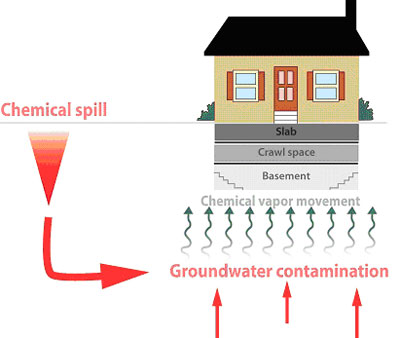 Chemical spill
Slab
Crawl space
Basement
Chemical vapor movement
Groundwater contamination